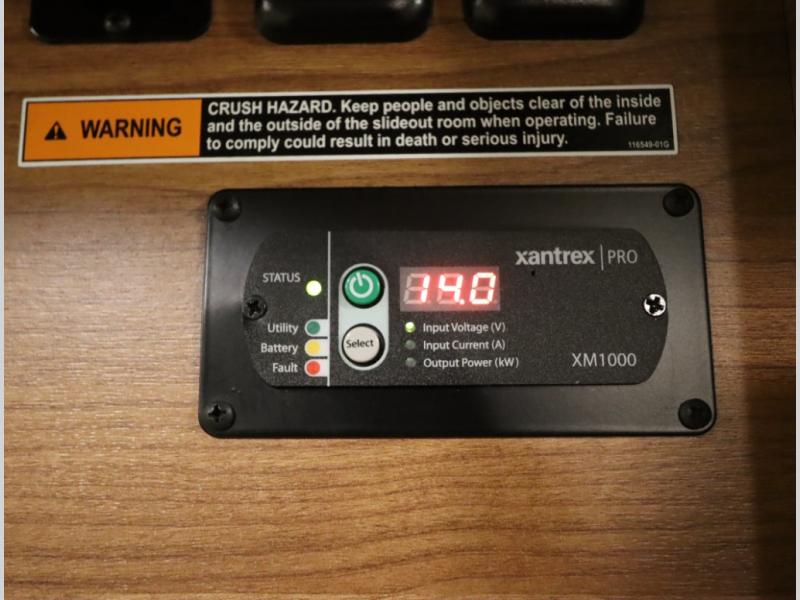 WARNING
CRUSH HAZARD. Keep people and objects clear of the inside
and the outside of the slideout room when operating. Failure
to comply could result in death or serious injury.
116549-01G
xantrex | PRO
STATUS
14.0
Utility
Battery
Fault
Select
Input Voltage (V)
Input Current (A)
Output Power (kW)
XM1000